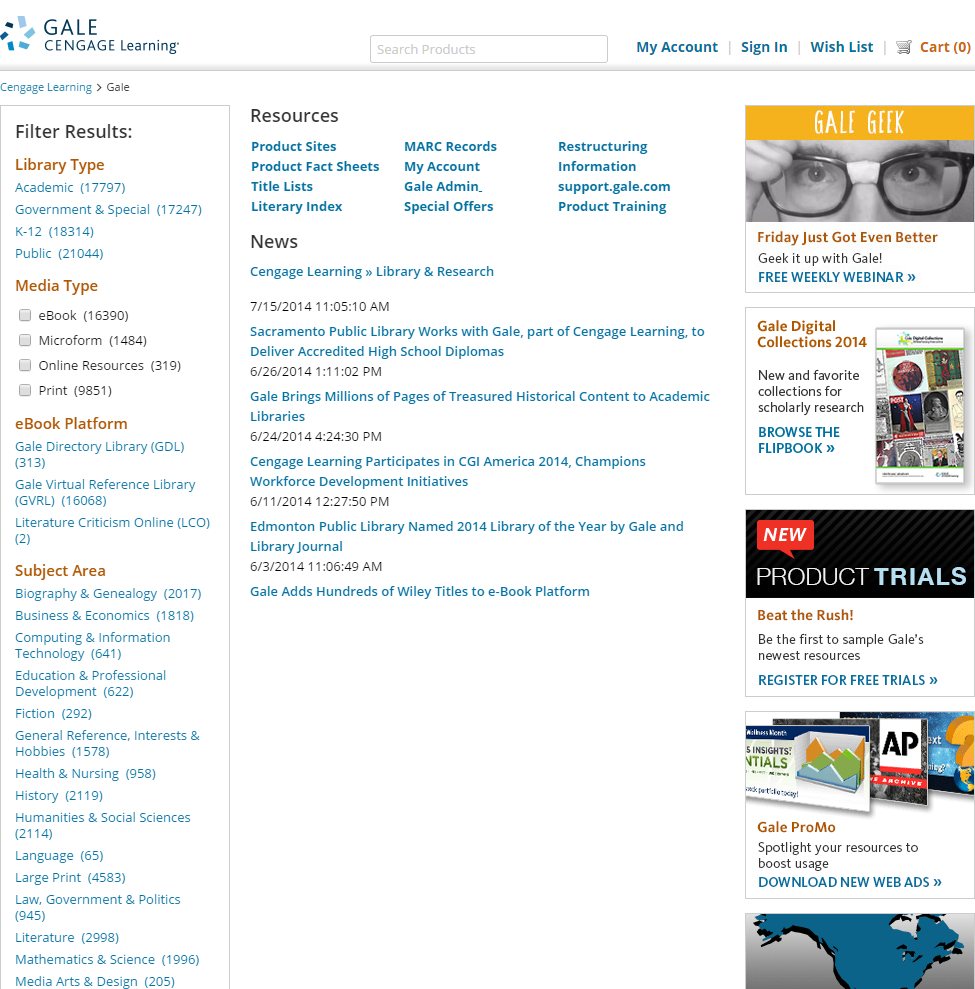 GALE
CENGAGE Learning
Search Products
My Account | Sign In | Wish List | Cart (0)
Cengage Learning > Gale
Filter Results:
Library Type
Academic (17797)
Government & Special (17247)
K-12 (18314)
Public (21044)
Media Type
eBook (16390)
Microform (1484)
Online Resources (319)
Print (9851)
eBook Platform
Gale Directory Library (GDL)
(313)
Gale Virtual Reference Library
(GVRL) (16068)
Literature Criticism Online (LCO)
(2)
Subject Area
Biography & Genealogy (2017)
Business & Economics (1818)
Computing & Information
Technology (641)
Education & Professional
Development (622)
Fiction (292)
General Reference, Interests &
Hobbies (1578)
Health & Nursing (958)
History (2119)
Humanities & Social Sciences
(2114)
Language (65)
Large Print (4583)
Law, Government & Politics
(945)
Literature (2998)
Mathematics & Science (1996)
Media Arts & Design (205)
Resources
Product Sites
Product Fact Sheets
Title Lists
Literary Index
MARC Records
My Account
Gale Admin
Special Offers
Restructuring
Information
support.gale.com
Product Training
News
Cengage Learning » Library & Research
7/15/2014 11:05:10 AM
Sacramento Public Library Works with Gale, part of Cengage Learning, to
Deliver Accredited High School Diplomas
6/26/2014 1:11:02 PM
Gale Brings Millions of Pages of Treasured Historical Content to Academic
Libraries
6/24/2014 4:24:30 PM
Cengage Learning Participates in CGI America 2014, Champions
Workforce Development Initiatives
6/11/2014 12:27:50 PM
Edmonton Public Library Named 2014 Library of the Year by Gale and
Library Journal
6/3/2014 11:06:49 AM
Gale Adds Hundreds of Wiley Titles to e-Book Platform
GALE GEEK
Friday Just Got Even Better
Geek it up with Gale!
FREE WEEKLY WEBINAR »
Gale Digital
Collections 2014
New and favorite
collections for
scholarly research
BROWSE THE
FLIPBOOK »
Gale Digital Collections
POST
NEW
PRODUCT TRIALS
Beat the Rush!
Be the first to sample Gale's
newest resources
REGISTER FOR FREE TRIALS »
Wellness Month
S INSIGHTS!
NTIALS
portfolio today!
AP
ARCHIVE
ext
Gale ProMo
Spotlight your resources to
boost usage
DOWNLOAD NEW WEB ADS »